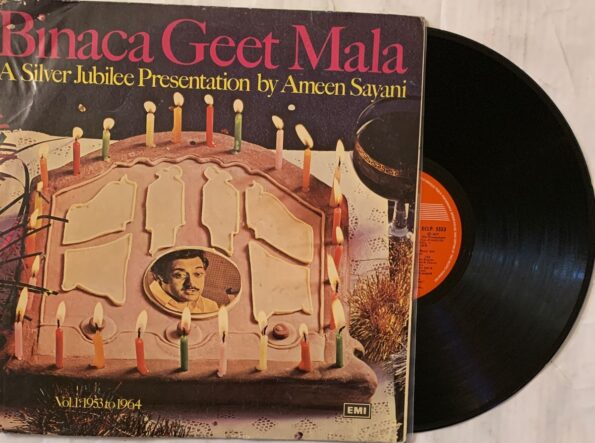 Binaca Geet Mala
A Silver Jubilee Presentation by Ameen Sayani
Vol.1: 1953 to 1964
EMI